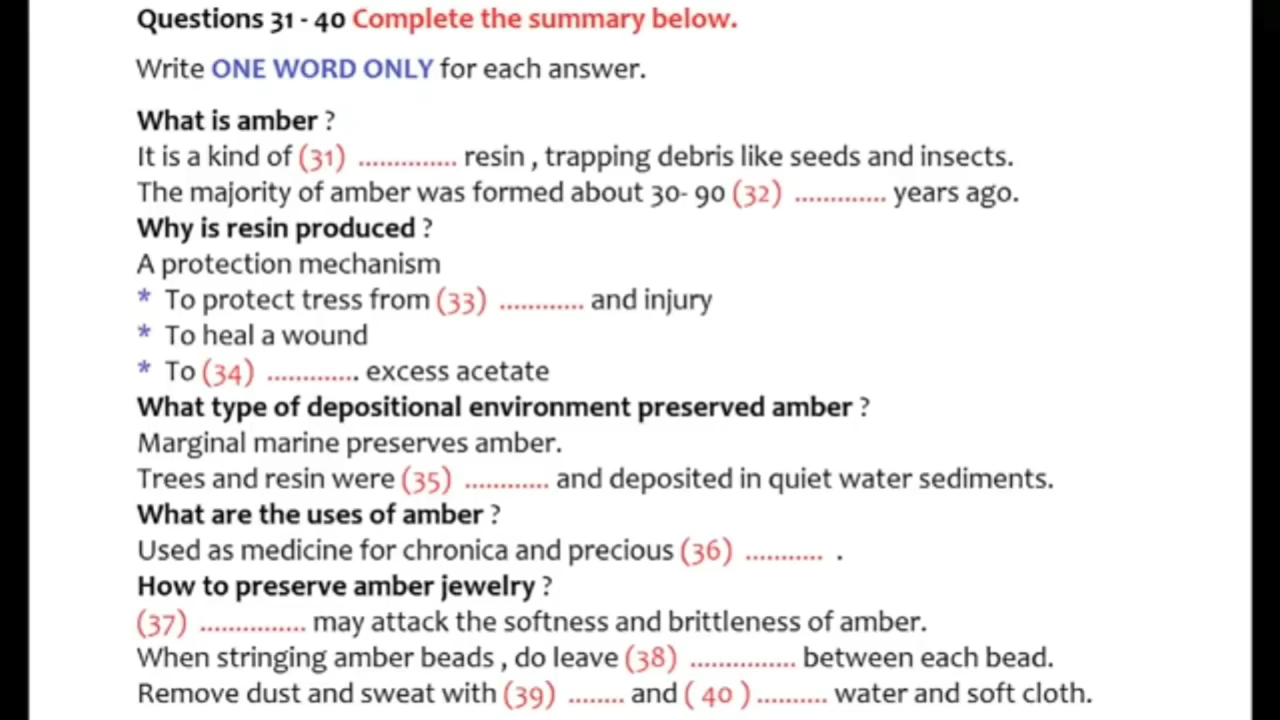 Questions 31 - 40 Complete the summary below.
Write ONE WORD ONLY for each answer.
What is amber ?
It is a kind of (31) .............. resin , trapping debris like seeds and insects.
The majority of amber was formed about 30- 90 (32) ............. years ago.
Why is resin produced ?
A protection mechanism
* To protect tress from (33) ............ and injury
* To heal a wound
* To (34) ............. excess acetate
What type of depositional environment preserved amber ?
Marginal marine preserves amber.
Trees and resin were (35) ............ and deposited in quiet water sediments.
What are the uses of amber ?
Used as medicine for chronica and precious (36) ........... .
How to preserve amber jewelry ?
(37) ............... may attack the softness and brittleness of amber.
When stringing amber beads , do leave (38) ............... between each bead.
Remove dust and sweat with (39) ........ and ( 40 ) .......... water and soft cloth.